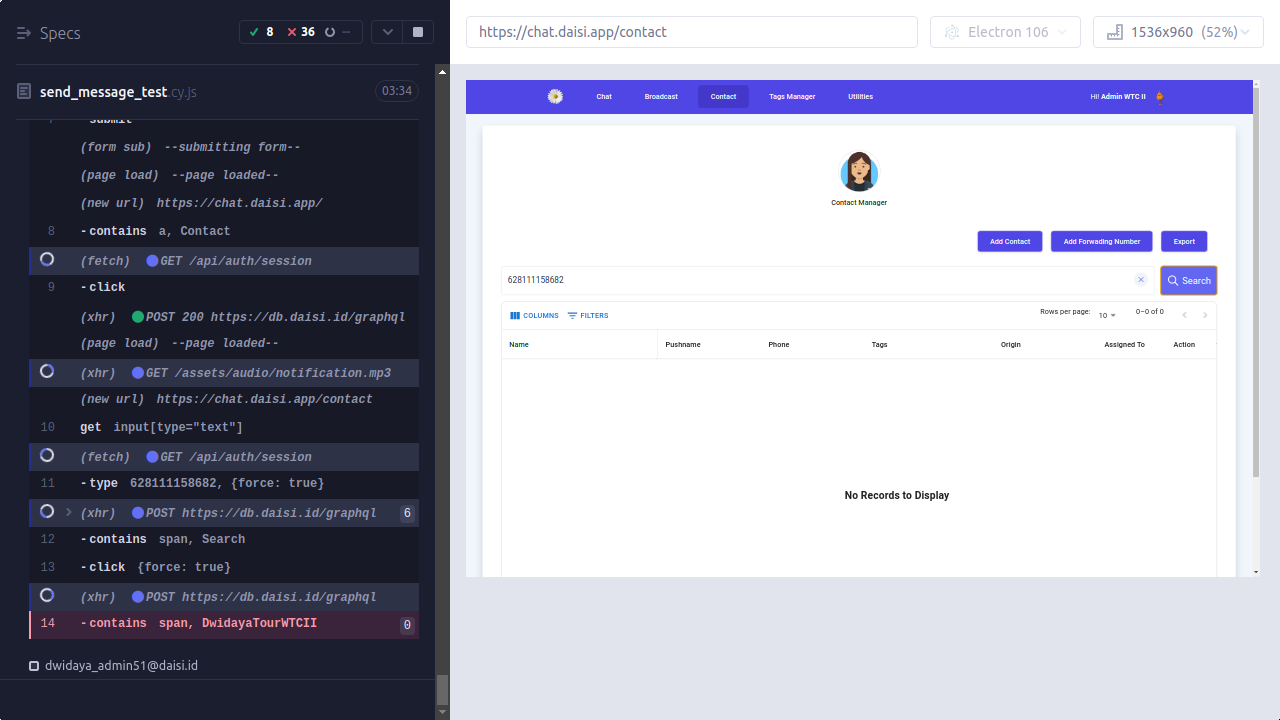 Specs
8 36 --
https://chat.daisi.app/contact
Electron 106
1536x960 (52%)
send_message_test.cy.js 03:34
- submit
(form sub) --submitting form--
(page load) --page loaded--
(new url) https://chat.daisi.app/
8 -contains a, Contact
(fetch) GET /api/auth/session
9 -click
(xhr) POST 200 https://db.daisi.id/graphql
(page load) --page loaded--
(xhr) GET /assets/audio/notification.mp3
(new url) https://chat.daisi.app/contact
10 get input[type="text"]
(fetch) GET /api/auth/session
11 -type 628111158682, {force: true}
(xhr) POST https://db.daisi.id/graphql 6
12 -contains span, Search
13 -click {force: true}
(xhr) POST https://db.daisi.id/graphql
14 -contains span, DwidayaTourWTCII 0
dwidaya_admin51@daisi.id
Chat Broadcast Contact Tags Manager Utilities Hi! Admin WTC II
Contact Manager
Add Contact Add Forwading Number Export
628111158682 Search
COLUMNS FILTERS Rows per page: 10 0–0 of 0
Name Pushname Phone Tags Origin Assigned To Action
No Records to Display